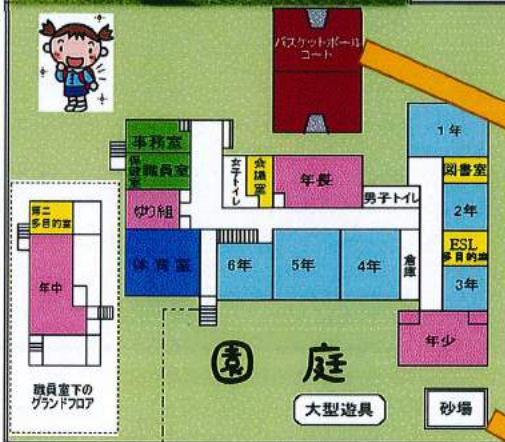 バスケットボール
コート
1年
事務室
保健室
職員室
女子トイレ
会議室
年長
男子トイレ
図書室
2年
ゆり組
第二
多目的室
ESL
多目的室
体育室
6年
5年
4年
倉庫
3年
年中
年少
園庭
職員室下の
グランドフロア
大型遊具
砂場